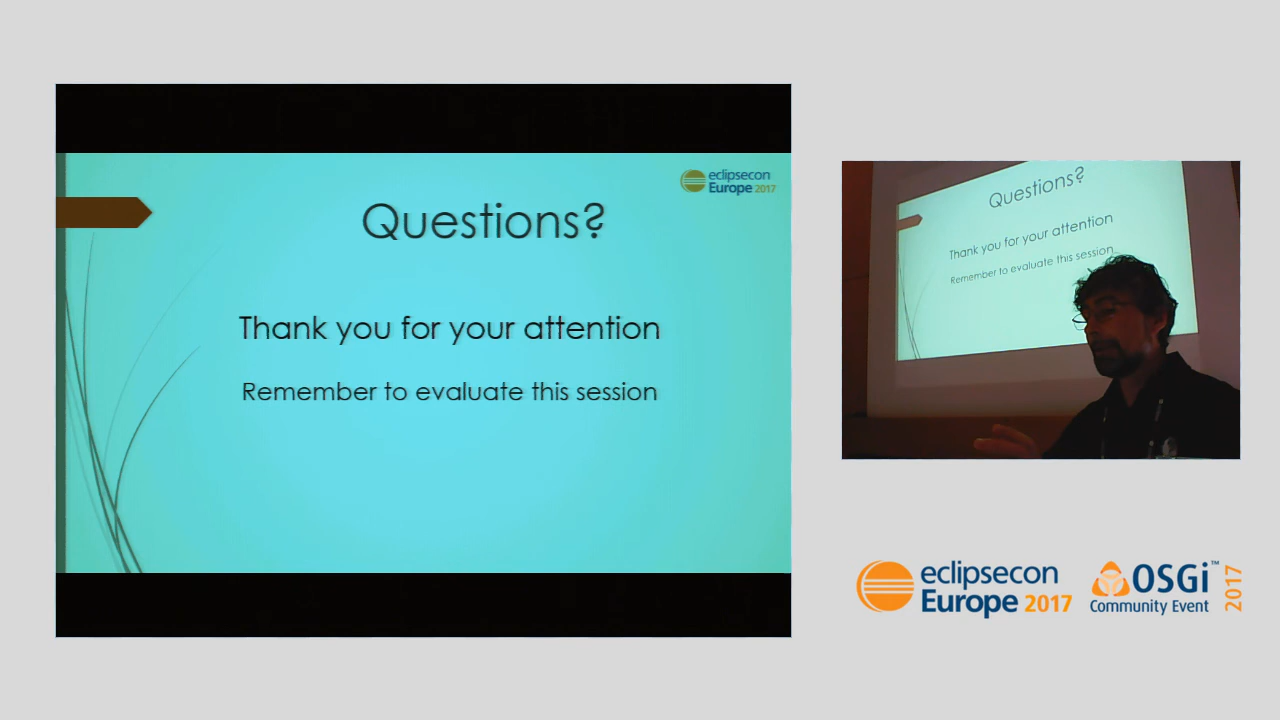 eclipsecon
Europe 2017
Questions?
Thank you for your attention
Remember to evaluate this session
Questions?
Thank you for your attention
Remember to evaluate this session
eclipsecon
Europe 2017
OSGi™
Community Event
2017